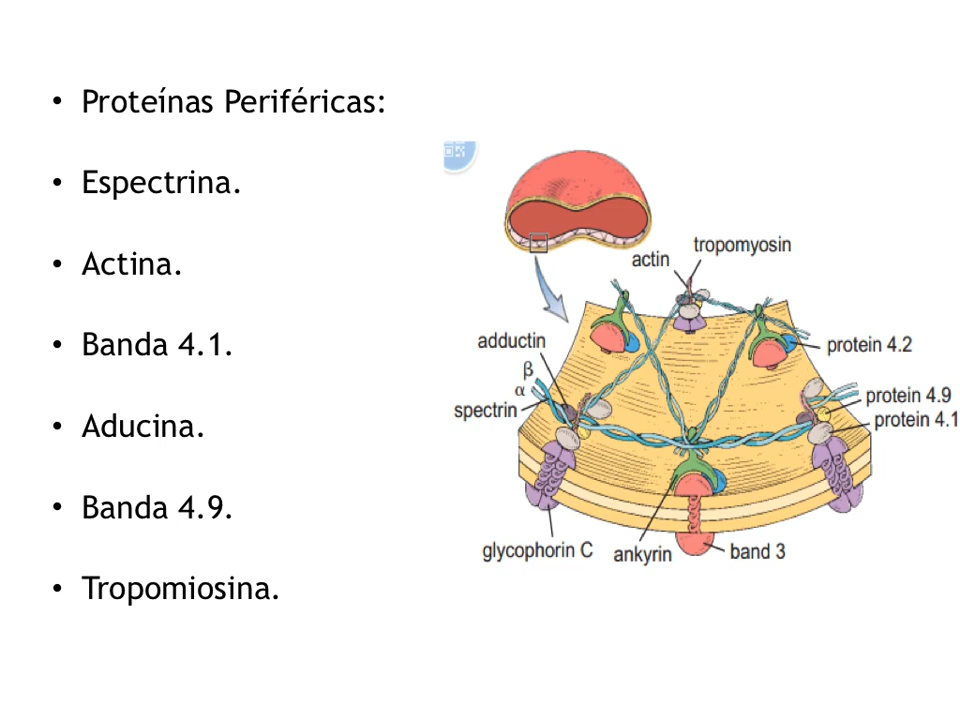 • Proteínas Periféricas:
• Espectrina.
• Actina.
• Banda 4.1.
• Aducina.
• Banda 4.9.
• Tropomiosina.
tropomyosin
actin
adductin
protein 4.2
β
α
spectrin
protein 4.9
protein 4.1
glycophorin C
ankyrin
band 3